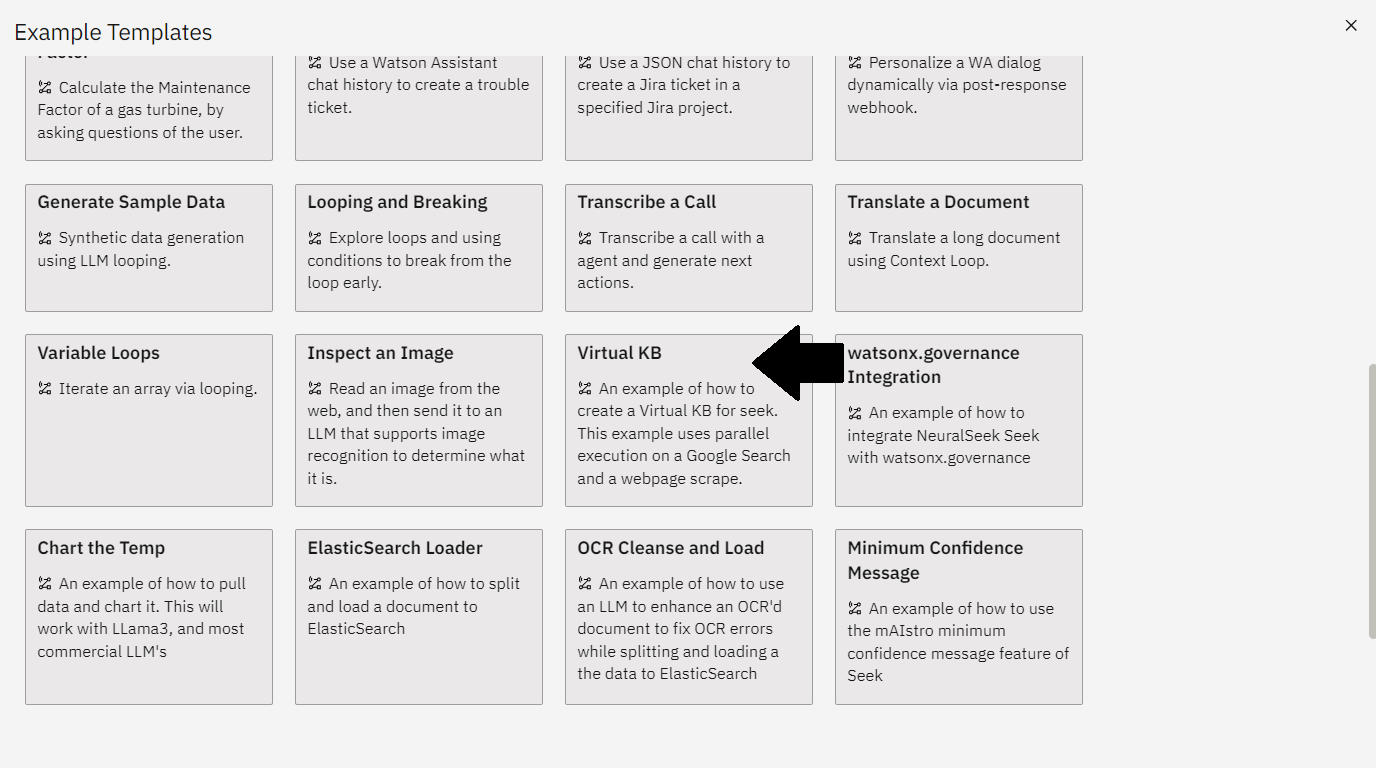 Example Templates
Factor
Calculate the Maintenance
Factor of a gas turbine, by
asking questions of the user.
Use a Watson Assistant
chat history to create a trouble
ticket.
Use a JSON chat history to
create a Jira ticket in a
specified Jira project.
Personalize a WA dialog
dynamically via post-response
webhook.
Generate Sample Data
Synthetic data generation
using LLM looping.
Looping and Breaking
Explore loops and using
conditions to break from the
loop early.
Transcribe a Call
Transcribe a call with a
agent and generate next
actions.
Translate a Document
Translate a long document
using Context Loop.
Variable Loops
Iterate an array via looping.
Inspect an Image
Read an image from the
web, and then send it to an
LLM that supports image
recognition to determine what
it is.
Virtual KB
An example of how to
create a Virtual KB for seek.
This example uses parallel
execution on a Google Search
and a webpage scrape.
watsonx.governance
Integration
An example of how to
integrate NeuralSeek Seek
with watsonx.governance
Chart the Temp
An example of how to pull
data and chart it. This will
work with LLama3, and most
commercial LLM's
ElasticSearch Loader
An example of how to split
and load a document to
ElasticSearch
OCR Cleanse and Load
An example of how to use
an LLM to enhance an OCR'd
document to fix OCR errors
while splitting and loading a
the data to ElasticSearch
Minimum Confidence
Message
An example of how to use
the mAIstro minimum
confidence message feature of
Seek